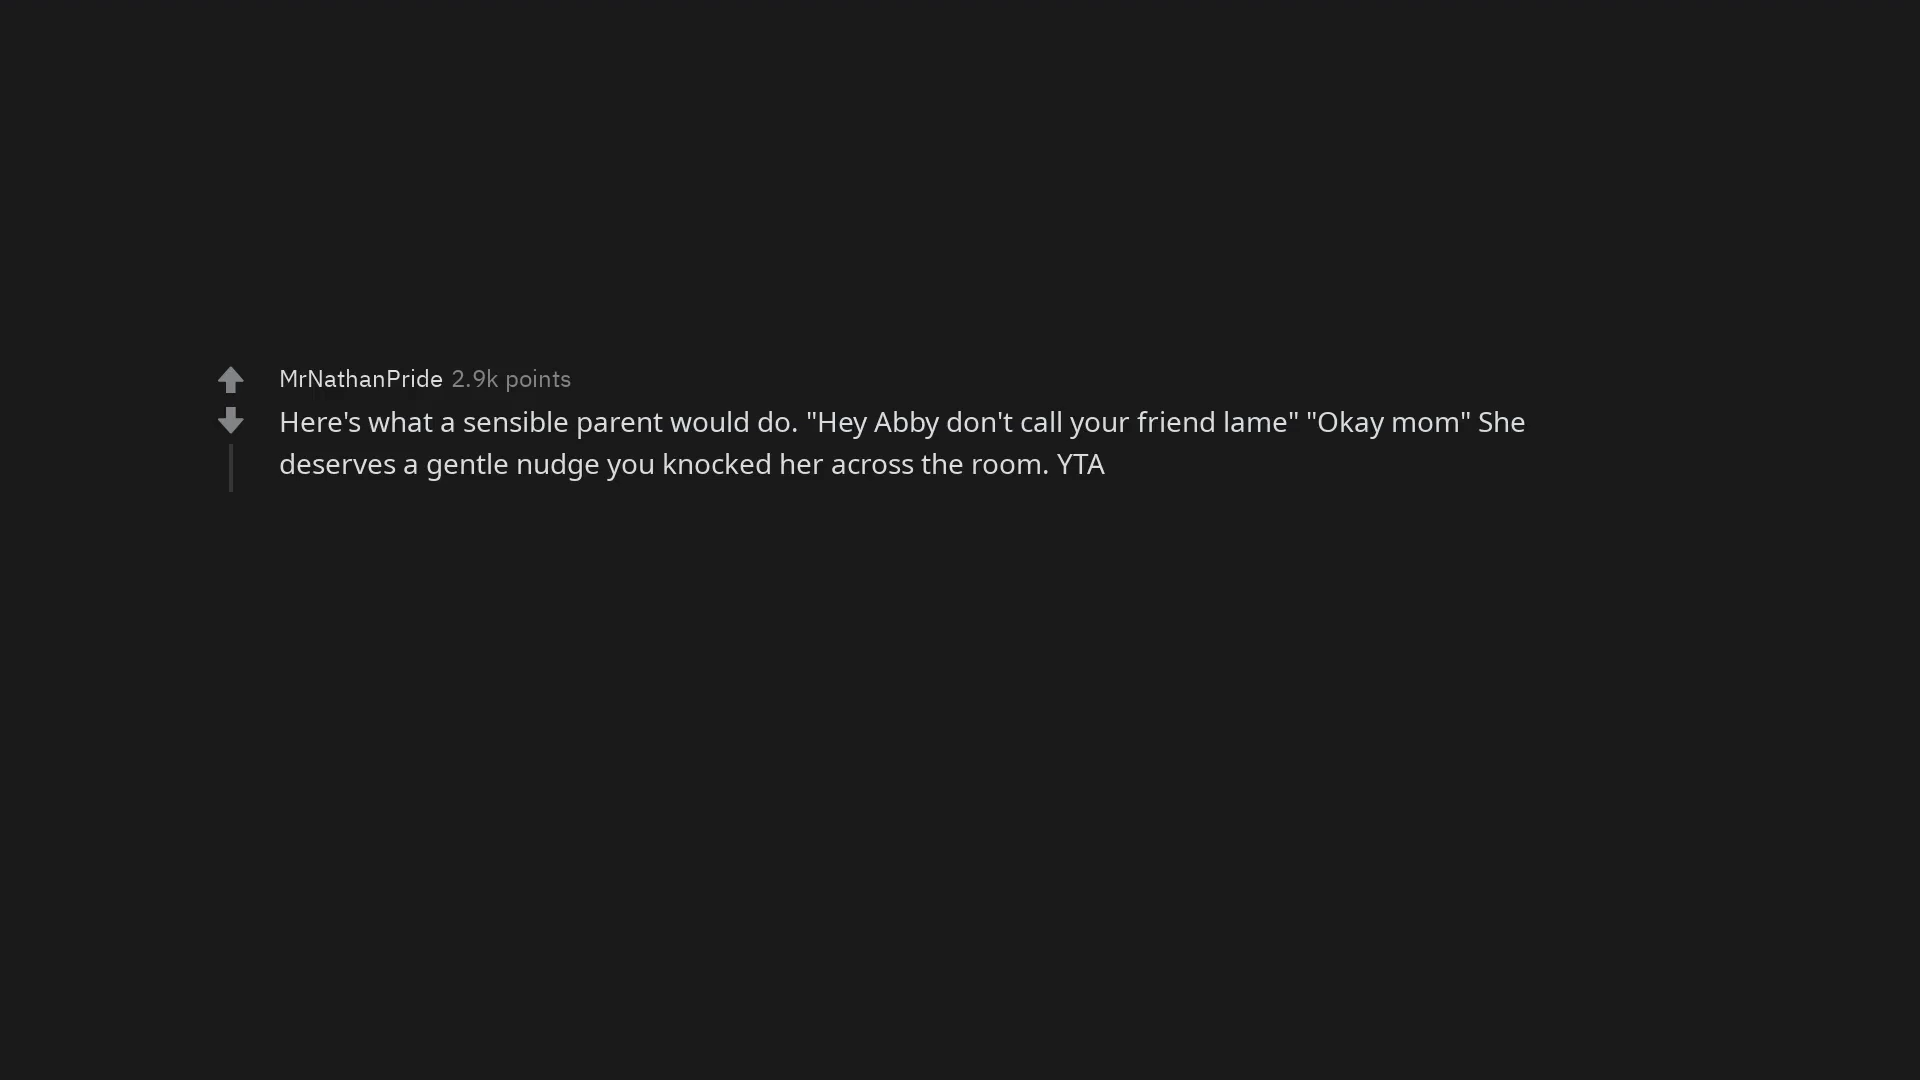 MrNathanPride 2.9k points
Here's what a sensible parent would do. "Hey Abby don't call your friend lame" "Okay mom" She
deserves a gentle nudge you knocked her across the room. YTA